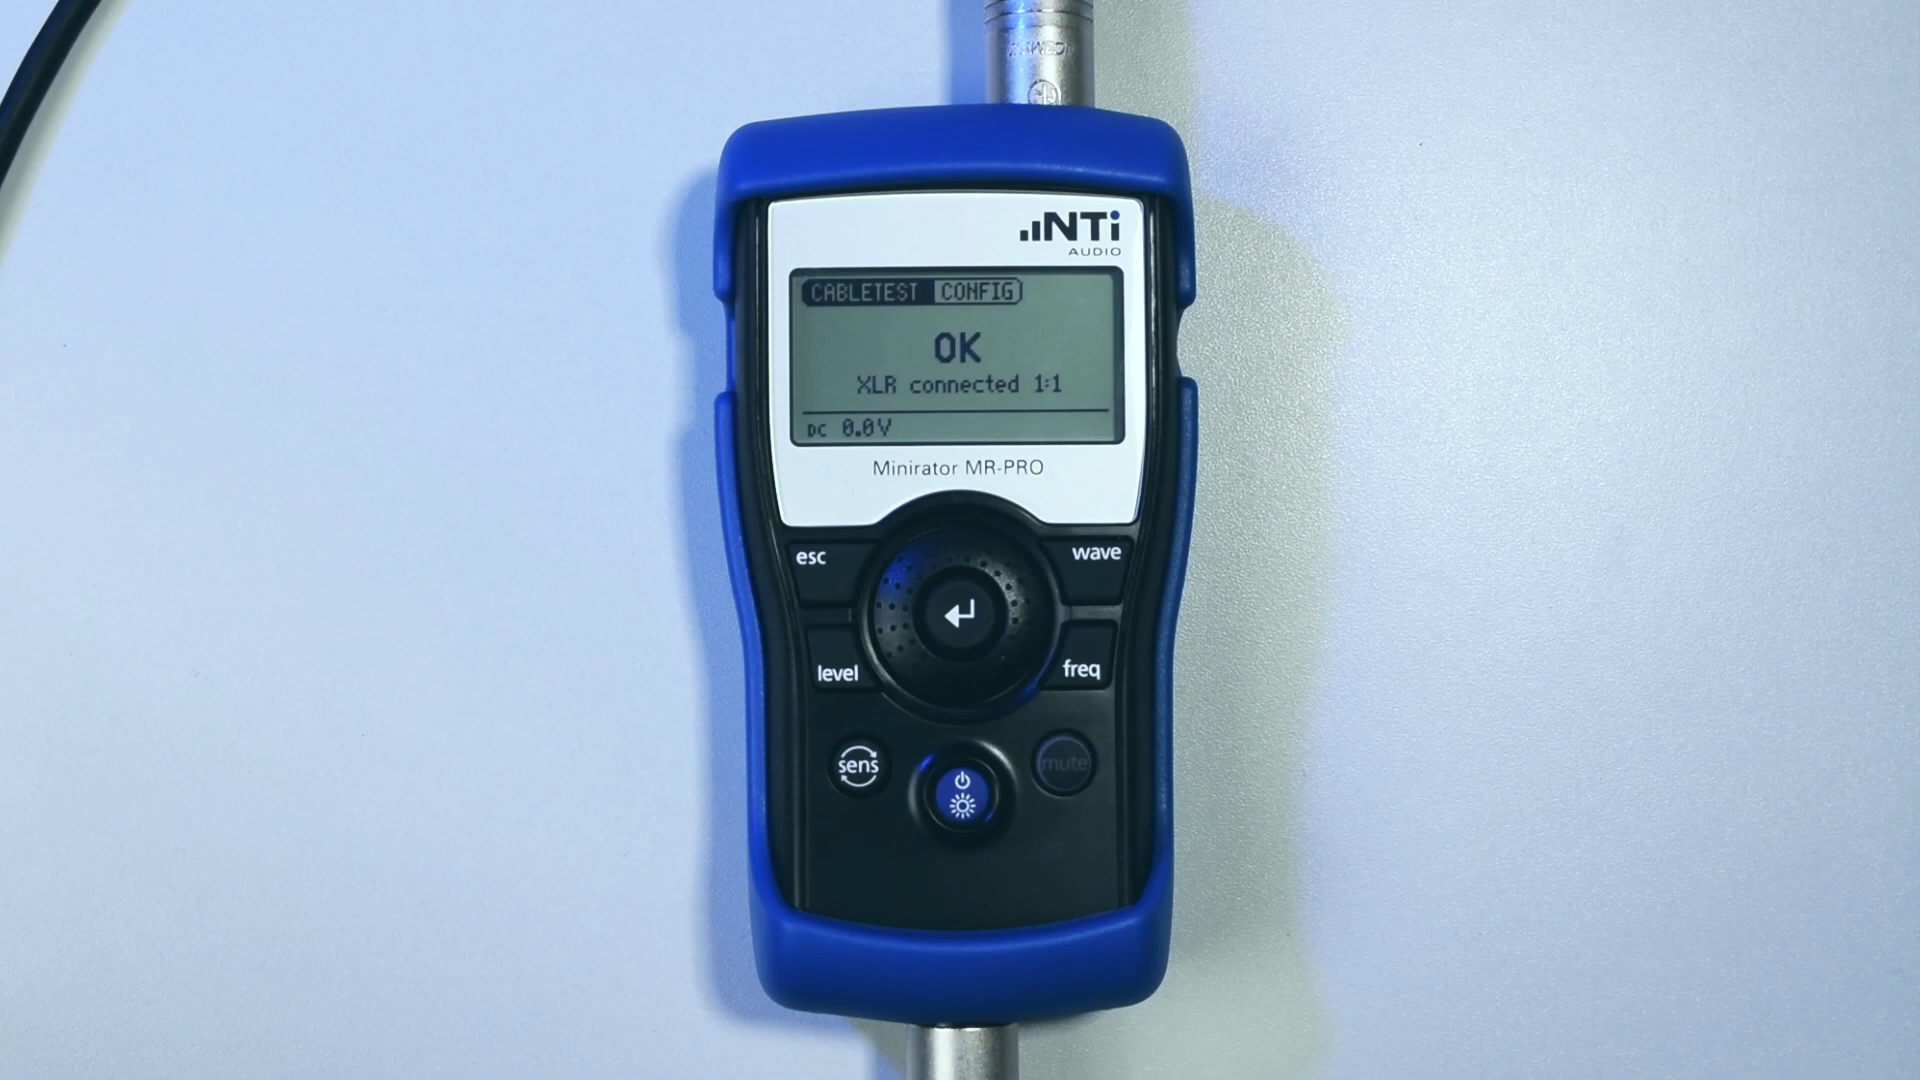 NTi
AUDIO
CABLETEST CONFIG
OK
XLR connected 1:1
DC 0.0V
Minirator MR-PRO
esc
wave
level
freq
sens
mute